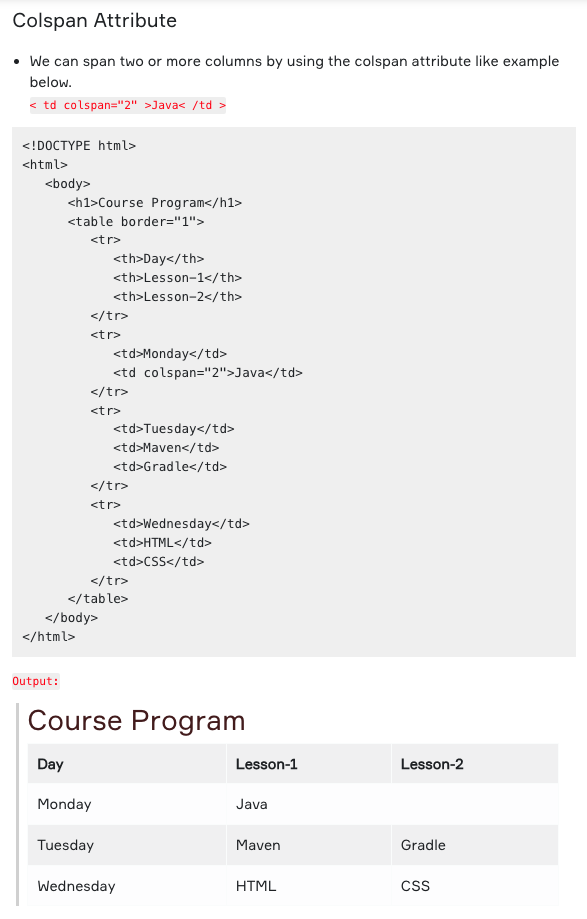 Colspan Attribute
• We can span two or more columns by using the colspan attribute like example
below.
< td colspan="2" >Java< /td >
<!DOCTYPE html>
<html>
   <body>
      <h1>Course Program</h1>
      <table border="1">
         <tr>
            <th>Day</th>
            <th>Lesson-1</th>
            <th>Lesson-2</th>
         </tr>
         <tr>
            <td>Monday</td>
            <td colspan="2">Java</td>
         </tr>
         <tr>
            <td>Tuesday</td>
            <td>Maven</td>
            <td>Gradle</td>
         </tr>
         <tr>
            <td>Wednesday</td>
            <td>HTML</td>
            <td>CSS</td>
         </tr>
      </table>
   </body>
</html>
Output:
Course Program
Day Lesson-1 Lesson-2
Monday Java
Tuesday Maven Gradle
Wednesday HTML CSS